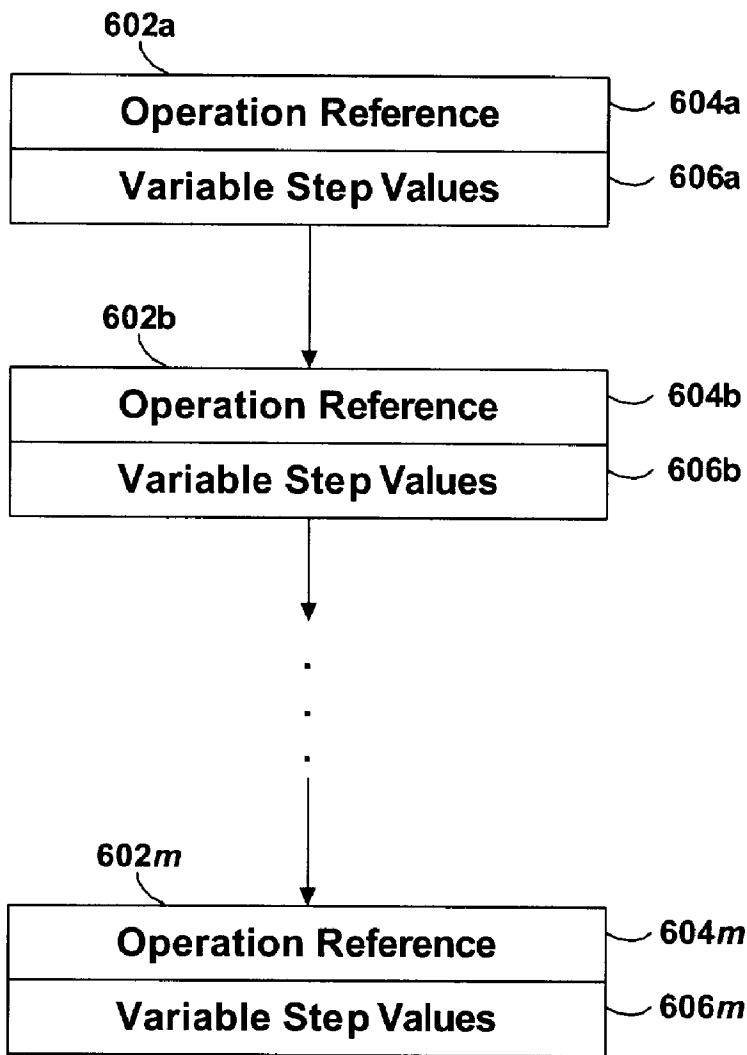 602a
Operation Reference 604a
Variable Step Values 606a
602b
Operation Reference 604b
Variable Step Values 606b
.
.
.
602m
Operation Reference 604m
Variable Step Values 606m